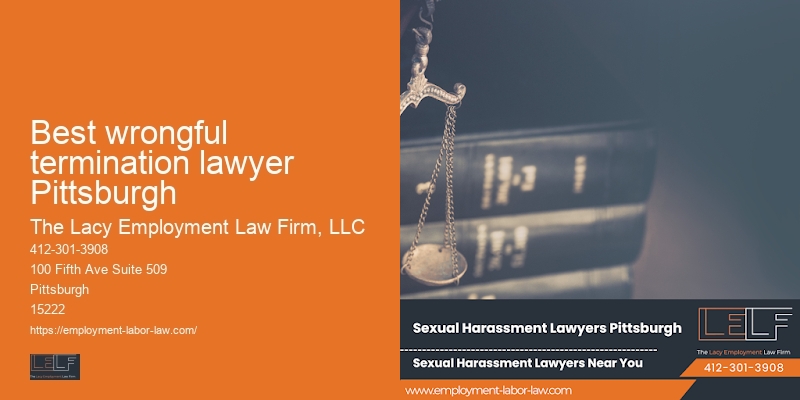 Best wrongful
termination lawyer
Pittsburgh
The Lacy Employment Law Firm, LLC
412-301-3908
100 Fifth Ave Suite 509
Pittsburgh
15222
https://employment-labor-law.com/
LELF
Sexual Harassment Lawyers Pittsburgh
Sexual Harassment Lawyers Near You
LELF
The Lacy Employment Law Firm
412-301-3908
www.employment-labor-law.com